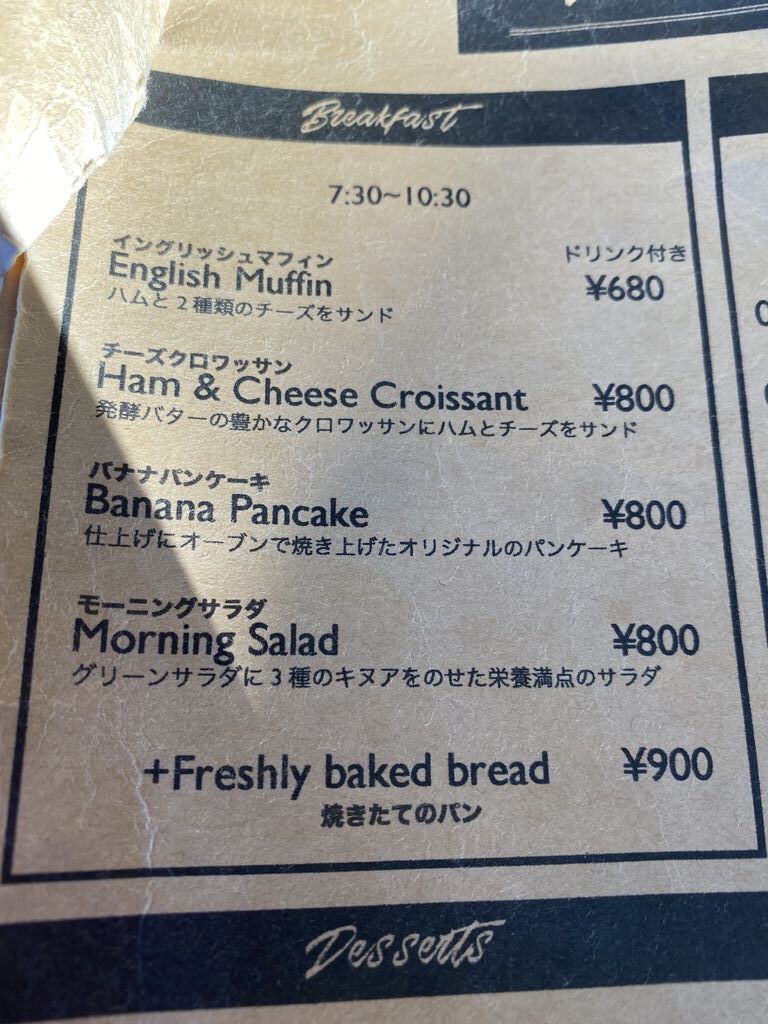 Breakfast
7:30~10:30
イングリッシュマフィン ドリンク付き
English Muffin ¥680
ハムと2種類のチーズをサンド
チーズクロワッサン
Ham & Cheese Croissant ¥800
発酵バターの豊かなクロワッサンにハムとチーズをサンド
バナナパンケーキ
Banana Pancake ¥800
仕上げにオーブンで焼き上げたオリジナルのパンケーキ
モーニングサラダ
Morning Salad ¥800
グリーンサラダに3種のキヌアをのせた栄養満点のサラダ
+Freshly baked bread ¥900
焼きたてのパン
Desserts